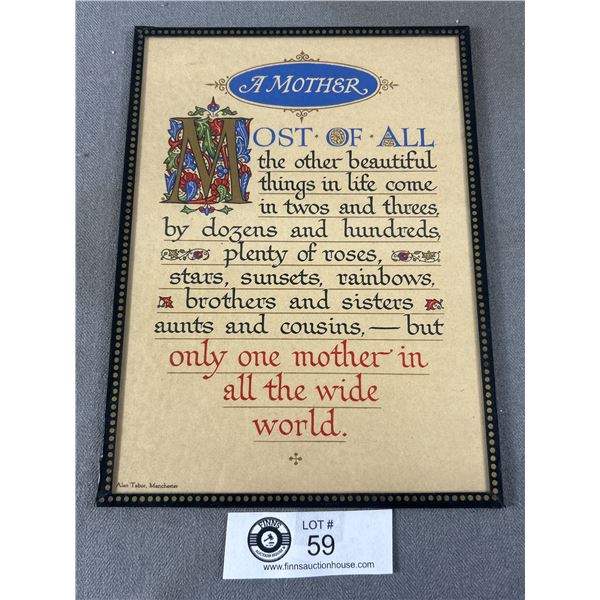 A MOTHER
MOST · OF · ALL
the other beautiful
things in life come
in twos and threes,
by dozens and hundreds,
plenty of roses,
stars, sunsets, rainbows,
brothers and sisters
aunts and cousins, — but
only one mother in
all the wide
world.
Alan Tabor, Manchester
FINNS
AUCTION HOUSE
LOT #
59
www.finnsauctionhouse.com